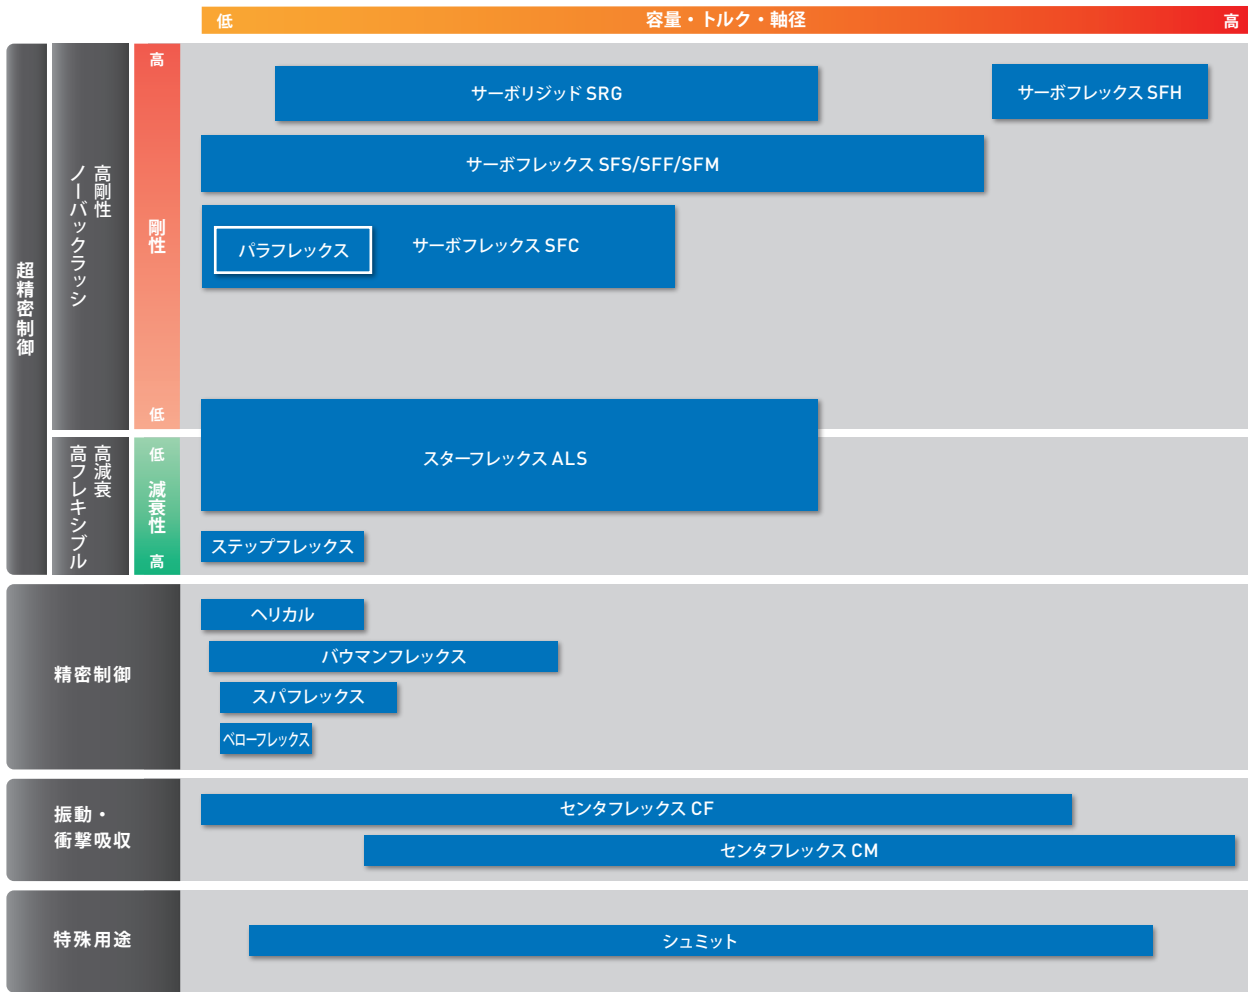 低
容量・トルク・軸径
高
超精密制御
高剛性
ノーバックラッシ
高
剛性
低
サーボリジッド SRG
サーボフレックス SFH
サーボフレックス SFS/SFF/SFM
パラフレックス
サーボフレックス SFC
高減衰
高フレキシブル
低
減衰性
高
スターフレックス ALS
ステップフレックス
精密制御
ヘリカル
バウマンフレックス
スパフレックス
ベローフレックス
振動・
衝撃吸収
センタフレックス CF
センタフレックス CM
特殊用途
シュミット